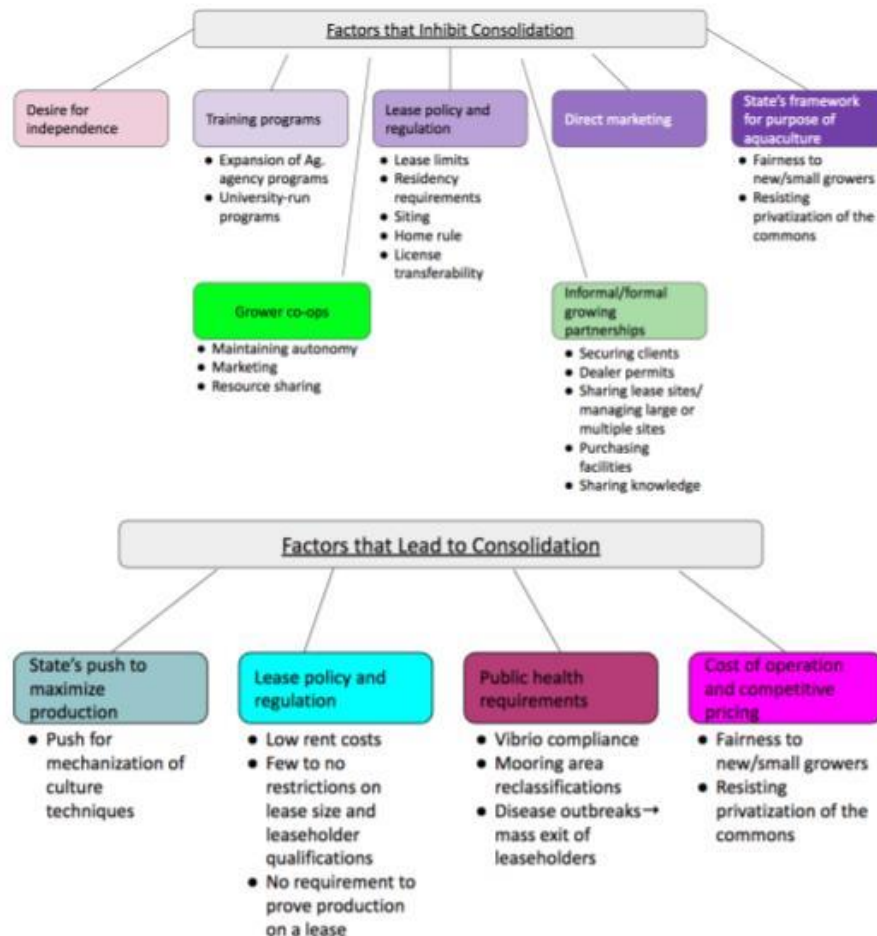 Factors that Inhibit Consolidation
Desire for
independence
Training programs
● Expansion of Ag.
agency programs
● University-run
programs
Lease policy and
regulation
● Lease limits
● Residency
requirements
● Siting
● Home rule
● License
transferability
Direct marketing
State's framework
for purpose of
aquaculture
● Fairness to
new/small growers
● Resisting
privatization of the
commons
Grower co-ops
● Maintaining autonomy
● Marketing
● Resource sharing
Informal/formal
growing
partnerships
● Securing clients
● Dealer permits
● Sharing lease sites/
managing large or
multiple sites
● Purchasing
facilities
● Sharing knowledge
Factors that Lead to Consolidation
State's push to
maximize
production
● Push for
mechanization of
culture
techniques
Lease policy and
regulation
● Low rent costs
● Few to no
restrictions on
lease size and
leaseholder
qualifications
● No requirement to
prove production
on a lease
Public health
requirements
● Vibrio compliance
● Mooring area
reclassifications
● Disease outbreaks→
mass exit of
leaseholders
Cost of operation
and competitive
pricing
● Fairness to
new/small growers
● Resisting
privatization of the
commons